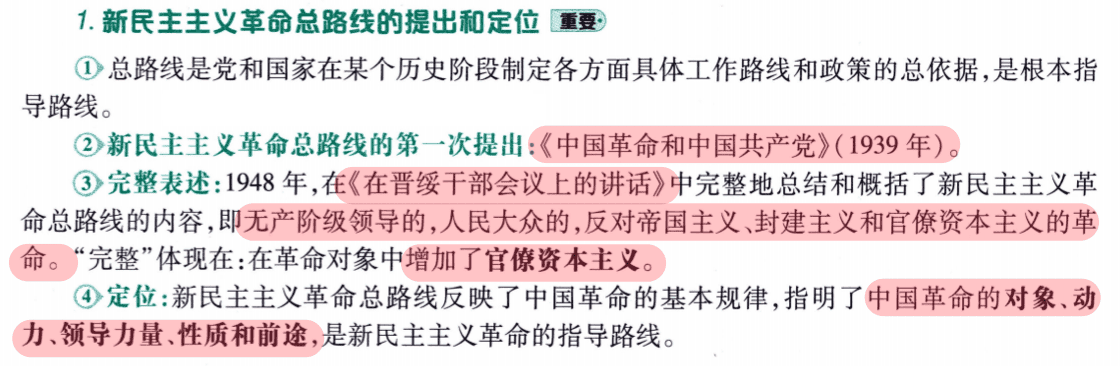 1. 新民主主义革命总路线的提出和定位 重要
① 总路线是党和国家在某个历史阶段制定各方面具体工作路线和政策的总依据,是根本指
导路线。
② 新民主主义革命总路线的第一次提出:《中国革命和中国共产党》(1939 年)。
③ 完整表述:1948 年,在《在晋绥干部会议上的讲话》中完整地总结和概括了新民主主义革
命总路线的内容,即无产阶级领导的,人民大众的,反对帝国主义、封建主义和官僚资本主义的革
命。“完整”体现在:在革命对象中增加了官僚资本主义。
④ 定位:新民主主义革命总路线反映了中国革命的基本规律,指明了中国革命的对象、动
力、领导力量、性质和前途,是新民主主义革命的指导路线。